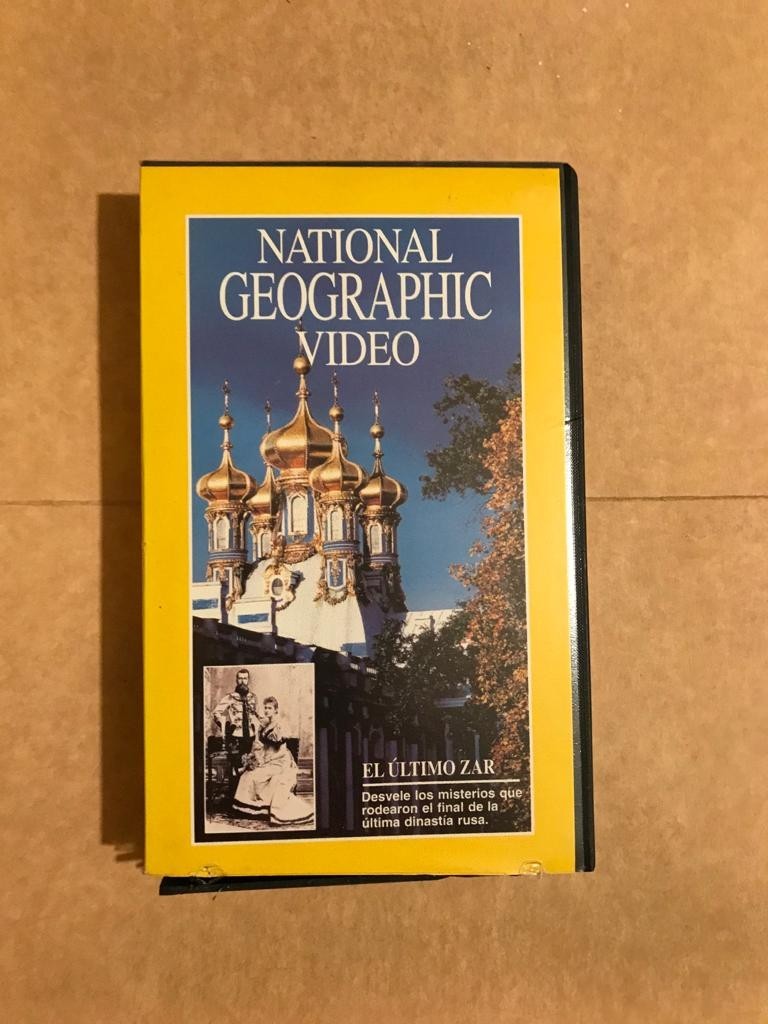 NATIONAL
GEOGRAPHIC
VIDEO
EL ÚLTIMO ZAR
Desvele los misterios que
rodearon el final de la
última dinastía rusa.